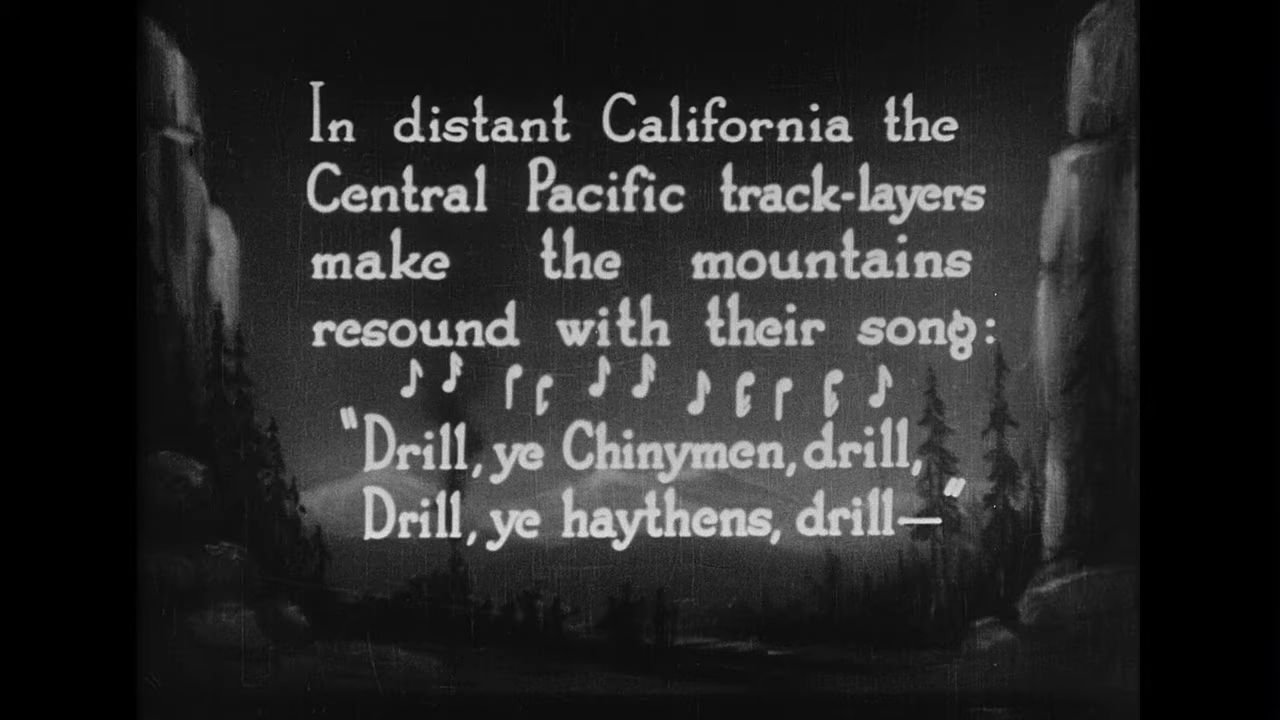 In distant California the
Central Pacific track-layers
make the mountains
resound with their song:
"Drill, ye Chinymen, drill,
Drill, ye haythens, drill—"